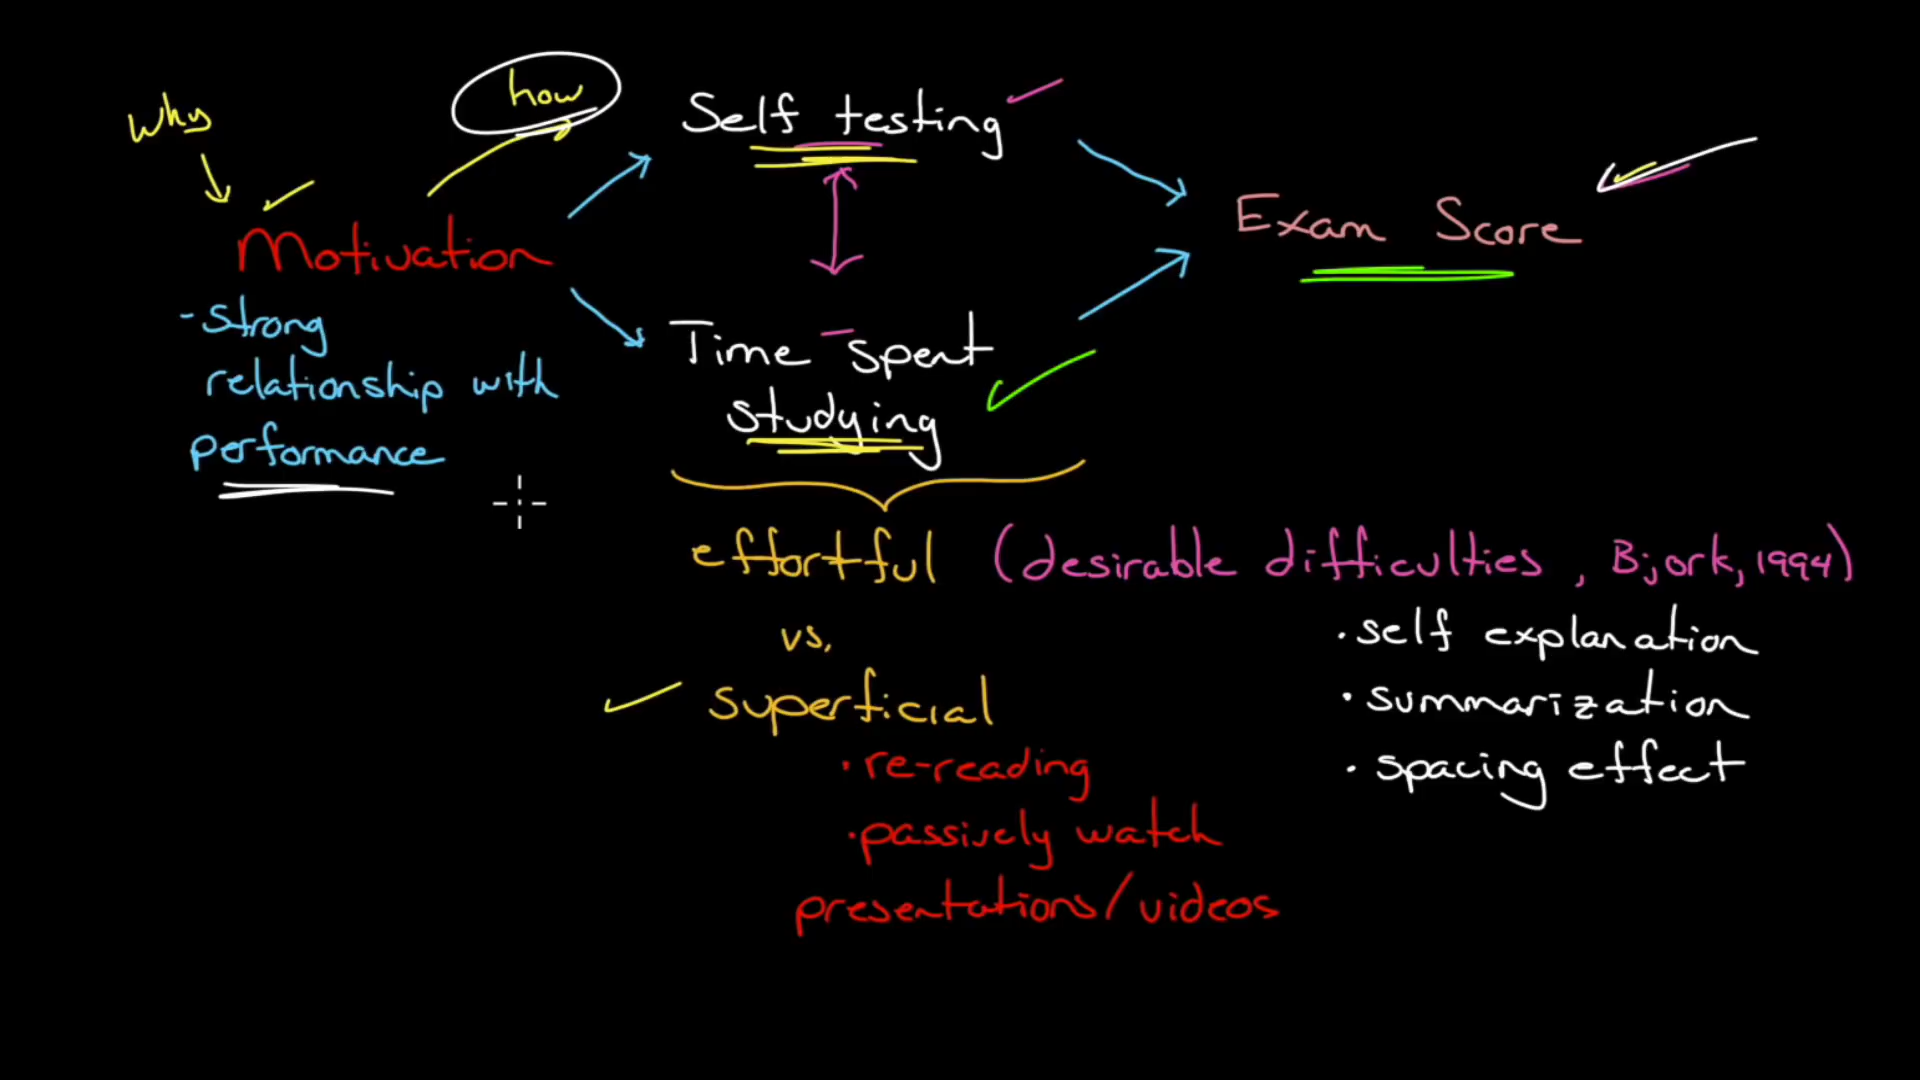 why
how
Motivation
- strong
relationship with
performance
Self testing
Time spent
studying
Exam Score
effortful (desirable difficulties, Bjork, 1994)
vs.
superficial
• re-reading
• passively watch
presentations/videos
• self explanation
• summarization
• spacing effect